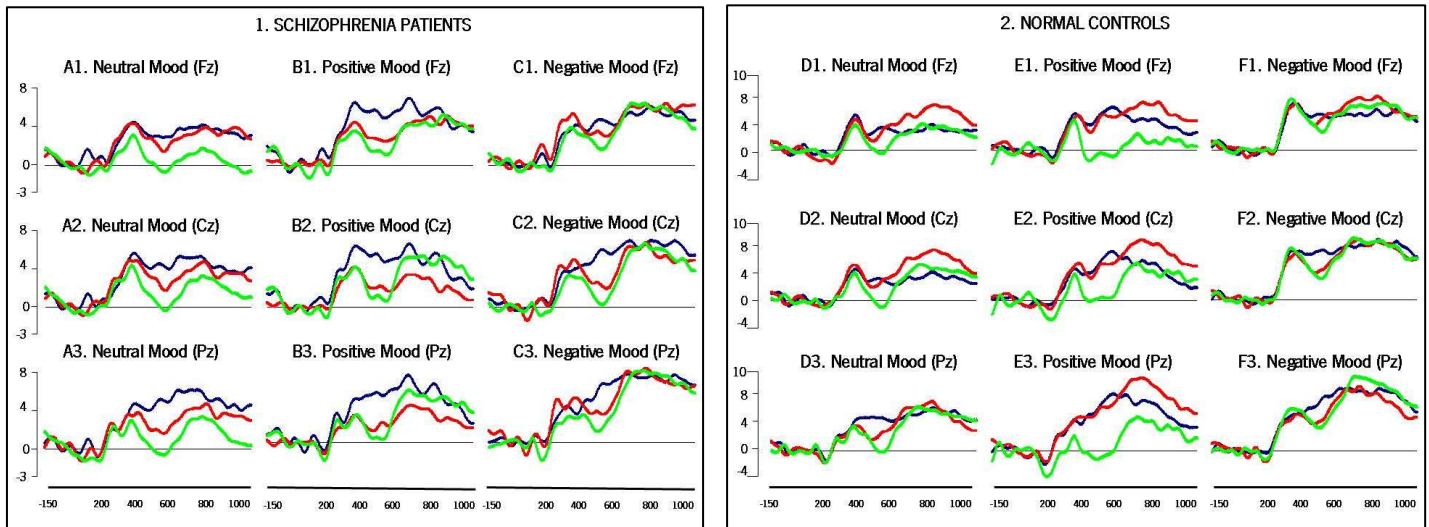 1. SCHIZOPHRENIA PATIENTS
A1. Neutral Mood (Fz) B1. Positive Mood (Fz) C1. Negative Mood (Fz)
8
4
0
-3
A2. Neutral Mood (Cz) B2. Positive Mood (Cz) C2. Negative Mood (Cz)
8
4
0
-3
A3. Neutral Mood (Pz) B3. Positive Mood (Pz) C3. Negative Mood (Pz)
8
4
0
-3
-150 200 400 600 800 1000 -150 200 400 600 800 1000 -150 200 400 600 800 1000
2. NORMAL CONTROLS
D1. Neutral Mood (Fz) E1. Positive Mood (Fz) F1. Negative Mood (Fz)
10
8
4
0
-4
D2. Neutral Mood (Cz) E2. Positive Mood (Cz) F2. Negative Mood (Cz)
10
8
4
0
-4
D3. Neutral Mood (Pz) E3. Positive Mood (Pz) F3. Negative Mood (Pz)
10
8
4
0
-4
-150 200 400 600 800 1000 -150 200 400 600 800 1000 -150 200 400 600 800 1000